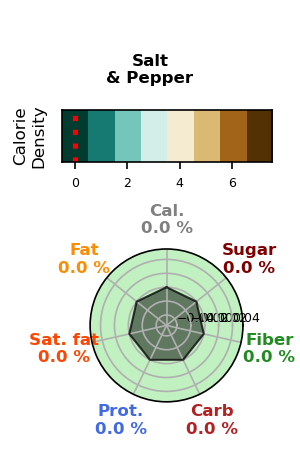 Salt
& Pepper
Calorie
Density
0 2 4 6
Cal.
0.0 %
Fat
0.0 %
Sugar
0.0 %
Sat. fat
0.0 %
Fiber
0.0 %
Prot.
0.0 %
Carb
0.0 %